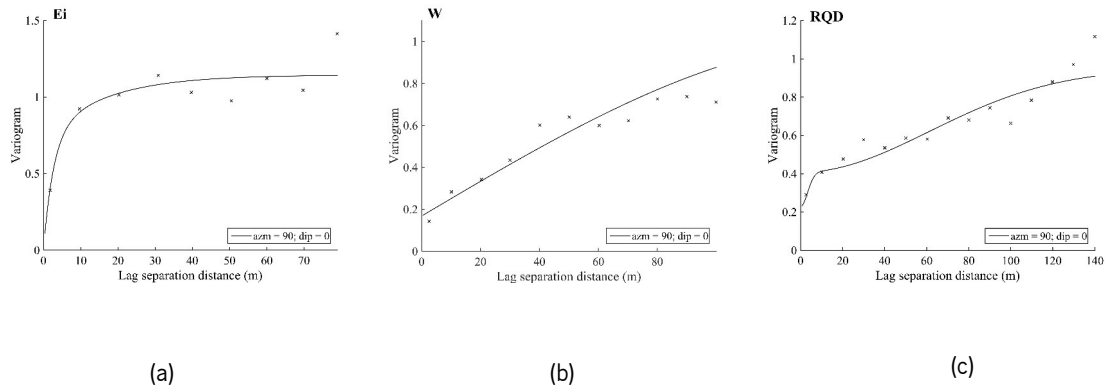 Ei
1.5
1
0.5
0
Variogram
0 10 20 30 40 50 60 70
azm = 90; dip = 0
Lag separation distance (m)
(a)
W
1
0.8
0.6
0.4
0.2
0
Variogram
0 20 40 60 80
azm = 90; dip = 0
Lag separation distance (m)
(b)
RQD
1.2
1
0.8
0.6
0.4
0.2
0
Variogram
0 20 40 60 80 100 120 140
azm = 90; dip = 0
Lag separation distance (m)
(c)